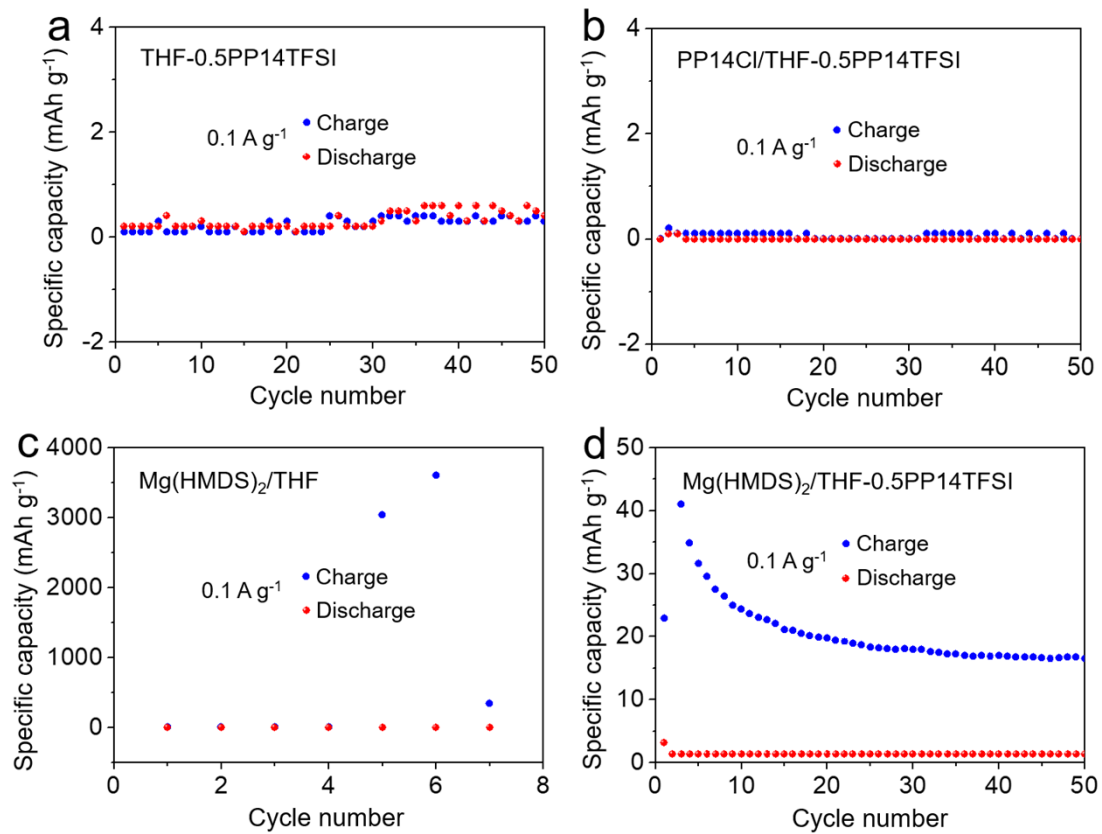 a
THF-0.5PP14TFSI
0.1 A g⁻¹
Charge
Discharge
4
2
0
-2
0 10 20 30 40 50
Specific capacity (mAh g⁻¹)
Cycle number
b
PP14Cl/THF-0.5PP14TFSI
0.1 A g⁻¹
Charge
Discharge
4
2
0
-2
0 10 20 30 40 50
Specific capacity (mAh g⁻¹)
Cycle number
c
Mg(HMDS)₂/THF
0.1 A g⁻¹
Charge
Discharge
4000
3000
2000
1000
0
0 2 4 6 8
Specific capacity (mAh g⁻¹)
Cycle number
d
Mg(HMDS)₂/THF-0.5PP14TFSI
0.1 A g⁻¹
Charge
Discharge
50
40
30
20
10
0
0 10 20 30 40 50
Specific capacity (mAh g⁻¹)
Cycle number